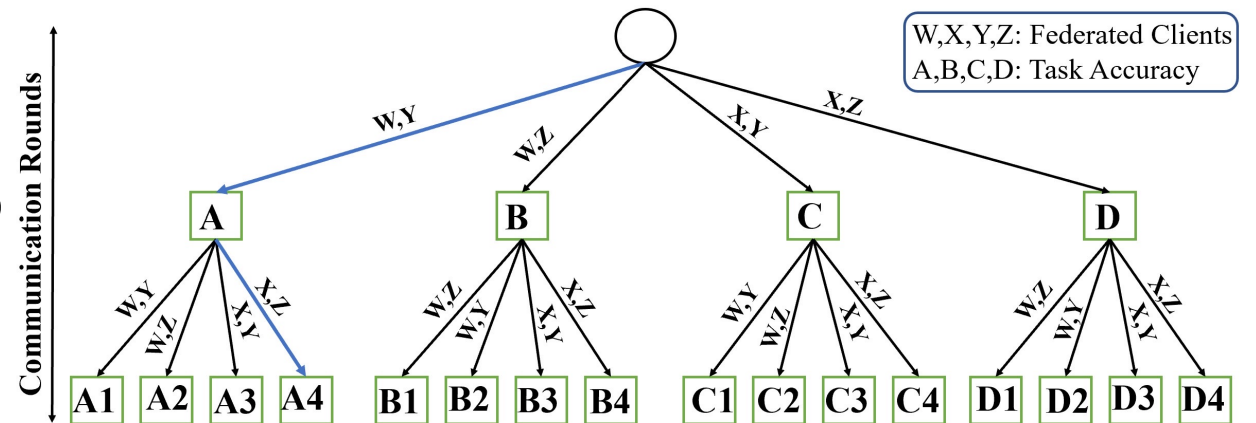 W,X,Y,Z: Federated Clients
A,B,C,D: Task Accuracy
Communication Rounds
W,Y
W,Z
X,Y
X,Z
A
B
C
D
W,Y
W,Z
X,Y
X,Z
W,Z
W,Y
X,Y
X,Z
W,Y
W,Z
X,Y
X,Z
W,Z
W,Y
X,Y
X,Z
A1
A2
A3
A4
B1
B2
B3
B4
C1
C2
C3
C4
D1
D2
D3
D4